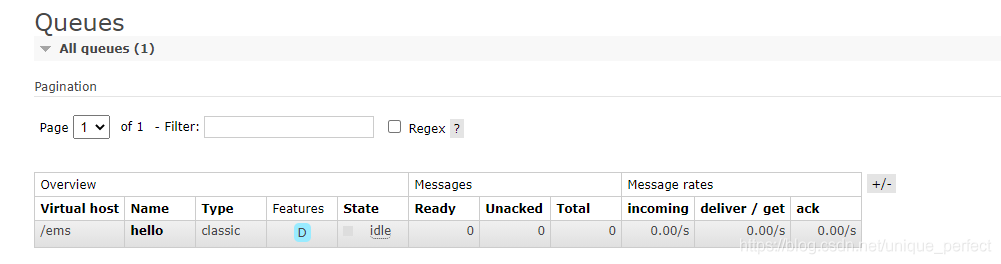 Queues
All queues (1)
Pagination
Page 1 of 1 - Filter: Regex ?
Overview Messages Message rates +/-
Virtual host Name Type Features State Ready Unacked Total incoming deliver / get ack
/ems hello classic D idle 0 0 0 0.00/s 0.00/s 0.00/s
https://blog.csdn.net/unique_perfect